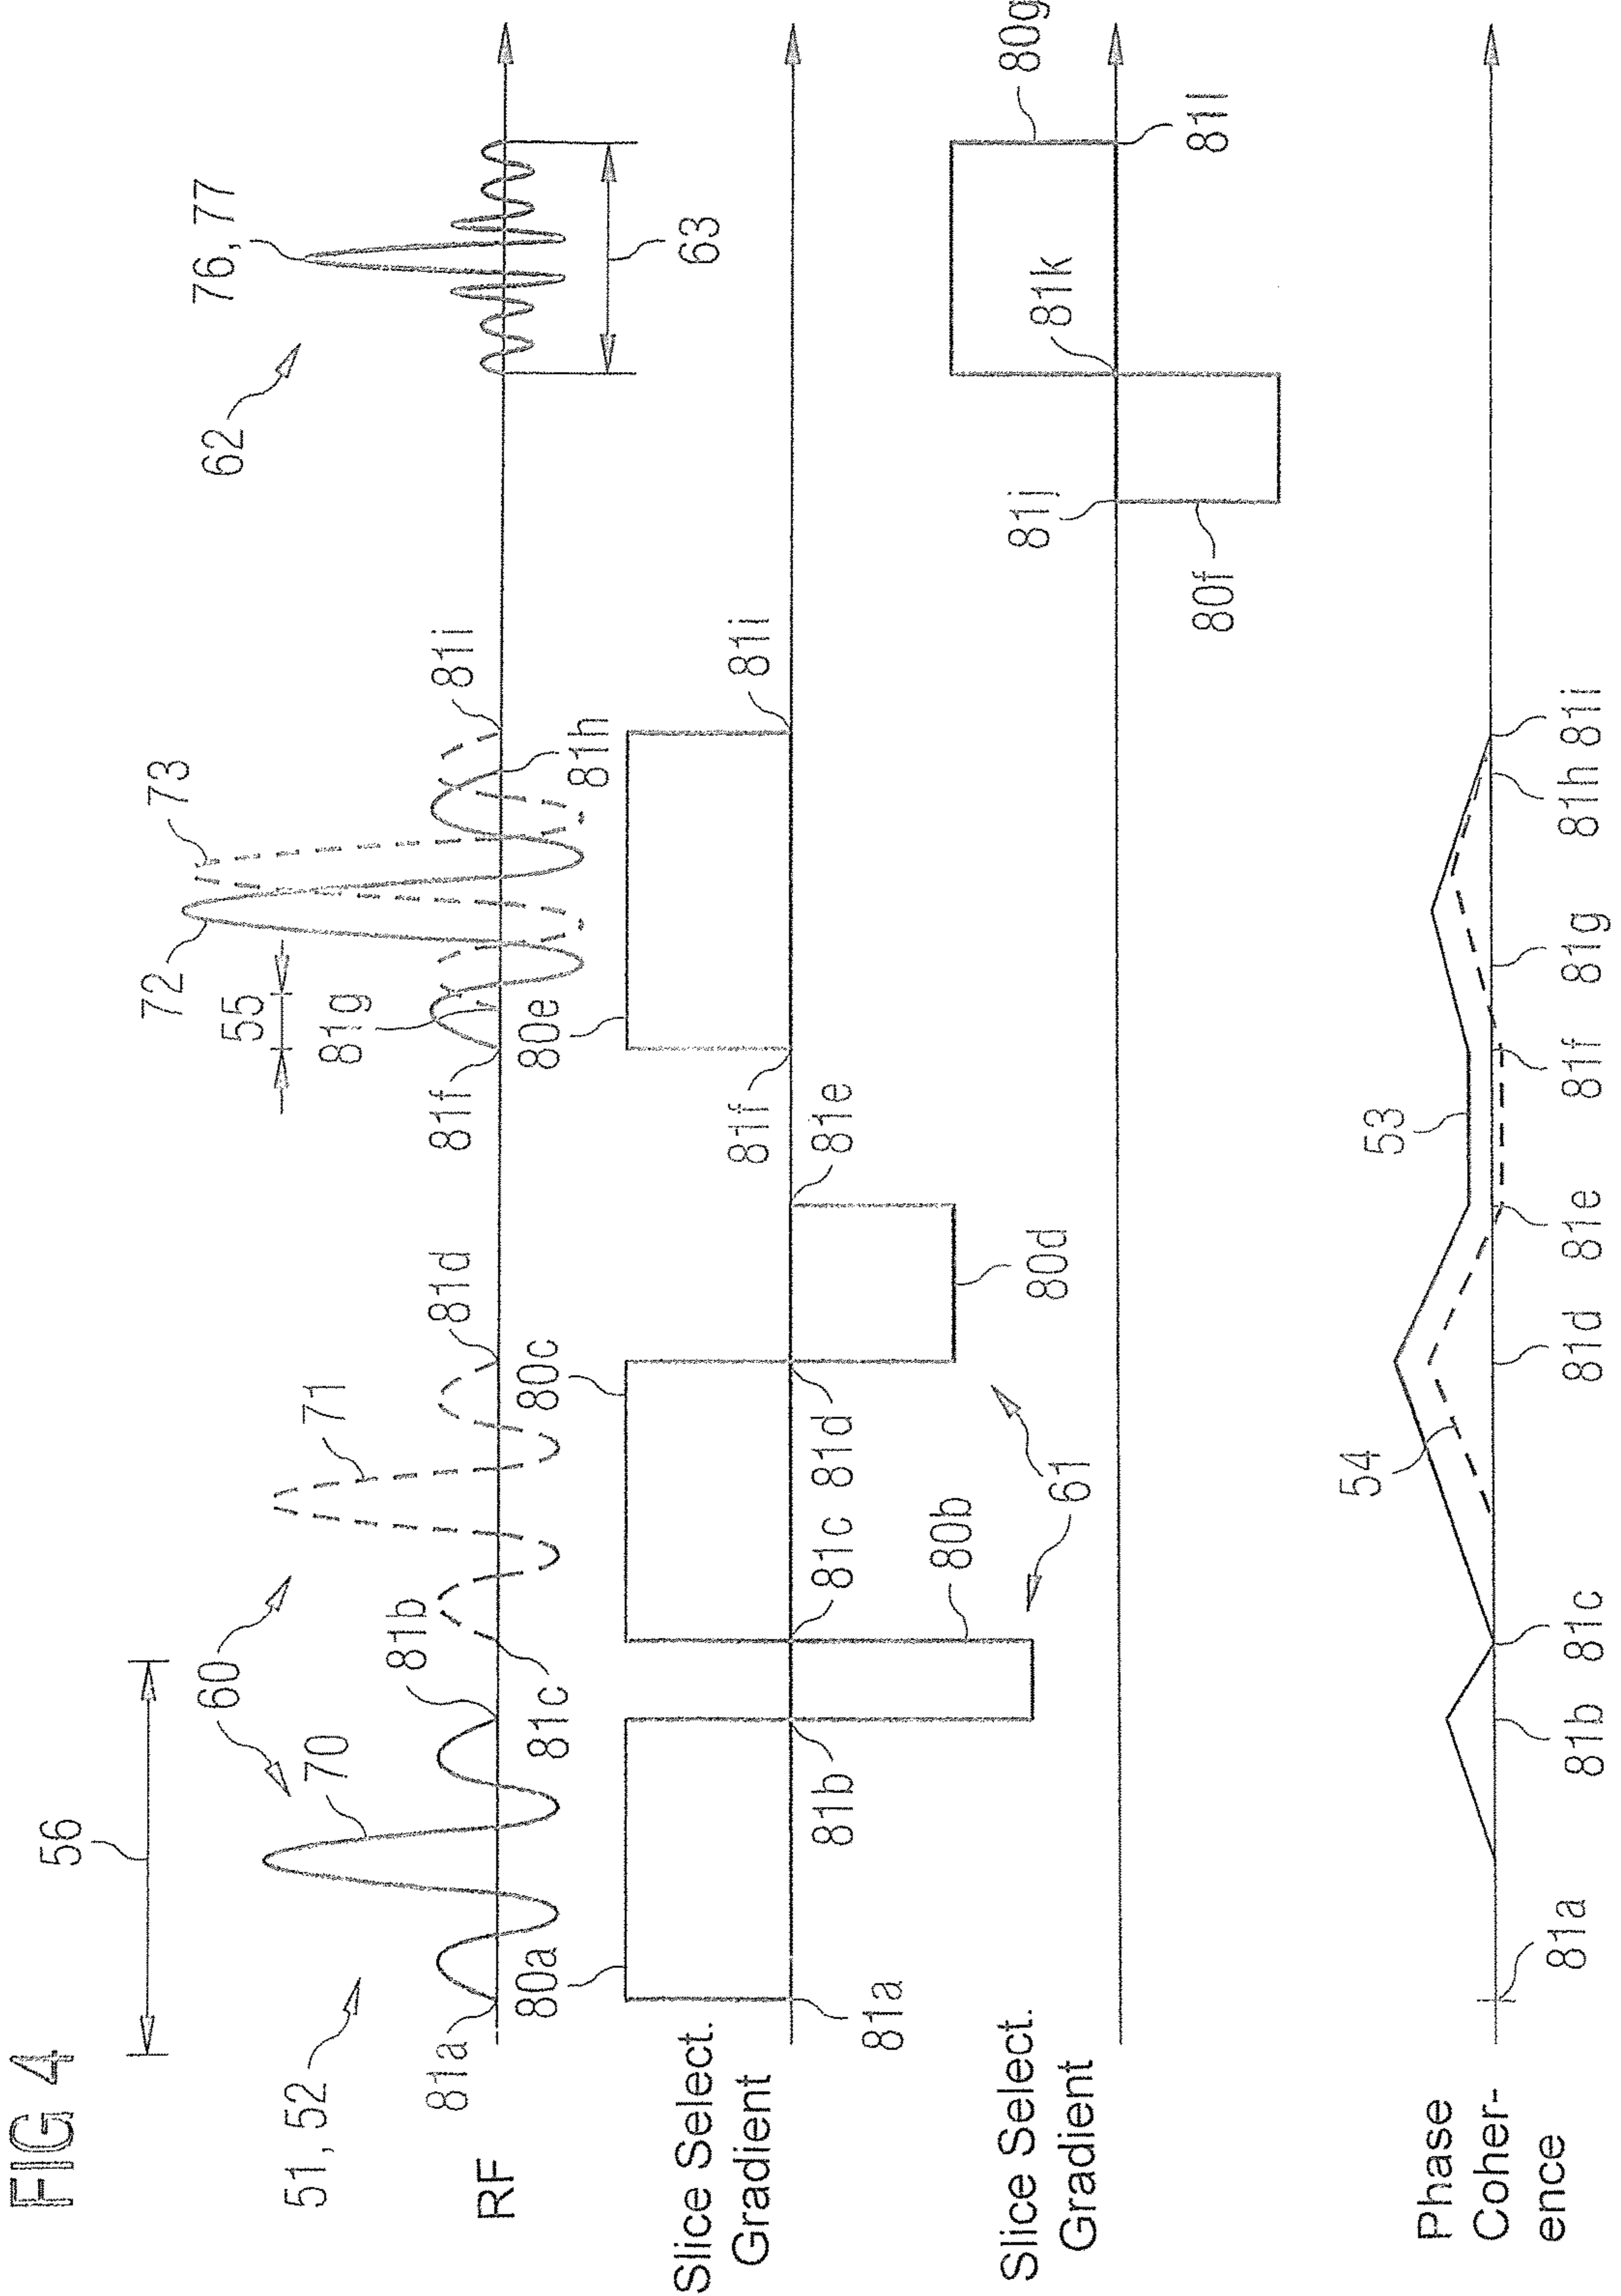 FIG 4
56
51, 52
60
70
71
72
73
55
62
76, 77
63
RF
81a
81b
81c
81d
81f
81g
81h
81i
Slice Select.
Gradient
80a
80c
80e
81a
81b
81c
81d
81f
81e
81i
80b
80d
61
Slice Select.
Gradient
80f
81j
81k
80g
81l
Phase
Coher-
ence
54
53
81a
81b
81c
81d
81e
81f
81g
81h
81i